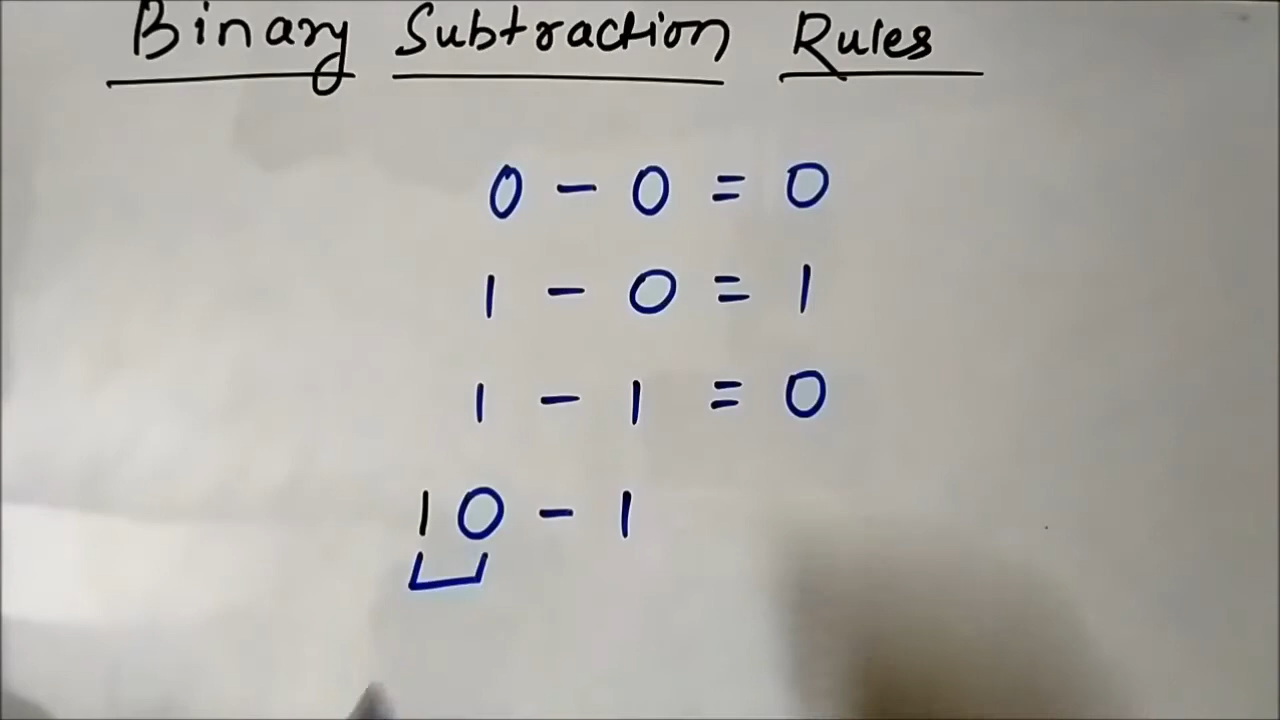 Binary Subtraction Rules
0 - 0 = 0
1 - 0 = 1
1 - 1 = 0
10 - 1